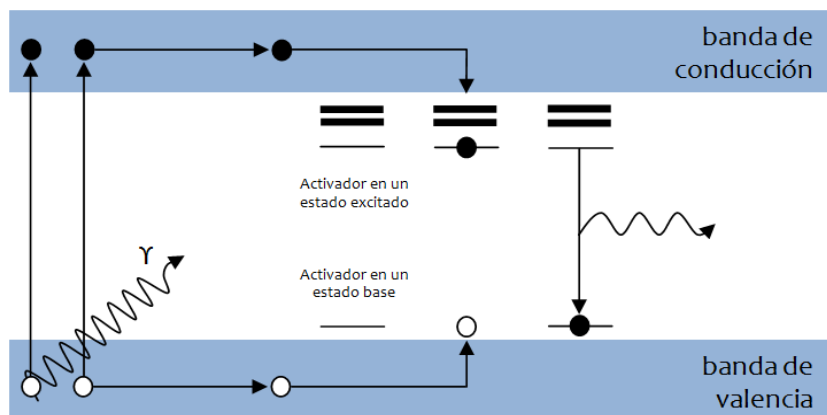 banda de
conducción
Activador en un
estado excitado
ϒ
Activador en un
estado base
banda de
valencia